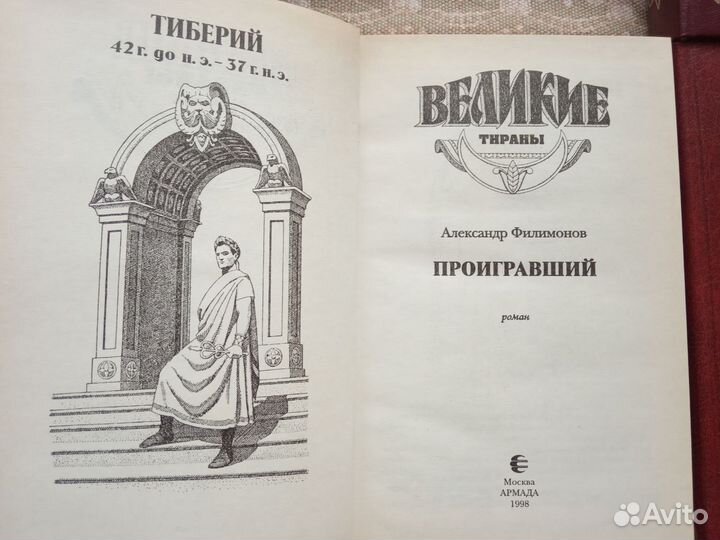 ТИБЕРИЙ
42 г. до н. э. – 37 г. н. э.
ВЕЛИКИЕ
ТИРАНЫ
Александр Филимонов
ПРОИГРАВШИЙ
роман
Москва
АРМАДА
1998
Avito